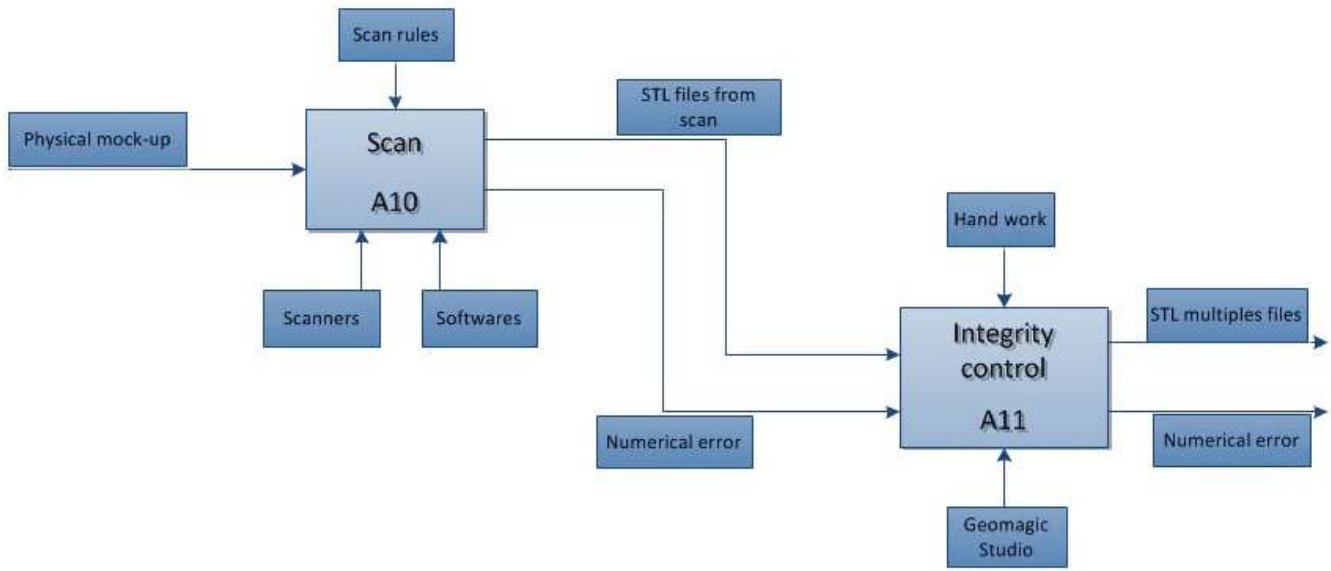 Scan rules
STL files from
scan
Physical mock-up
Scan
A10
Scanners
Softwares
Hand work
STL multiples files
Integrity
control
A11
Numerical error
Numerical error
Geomagic
Studio